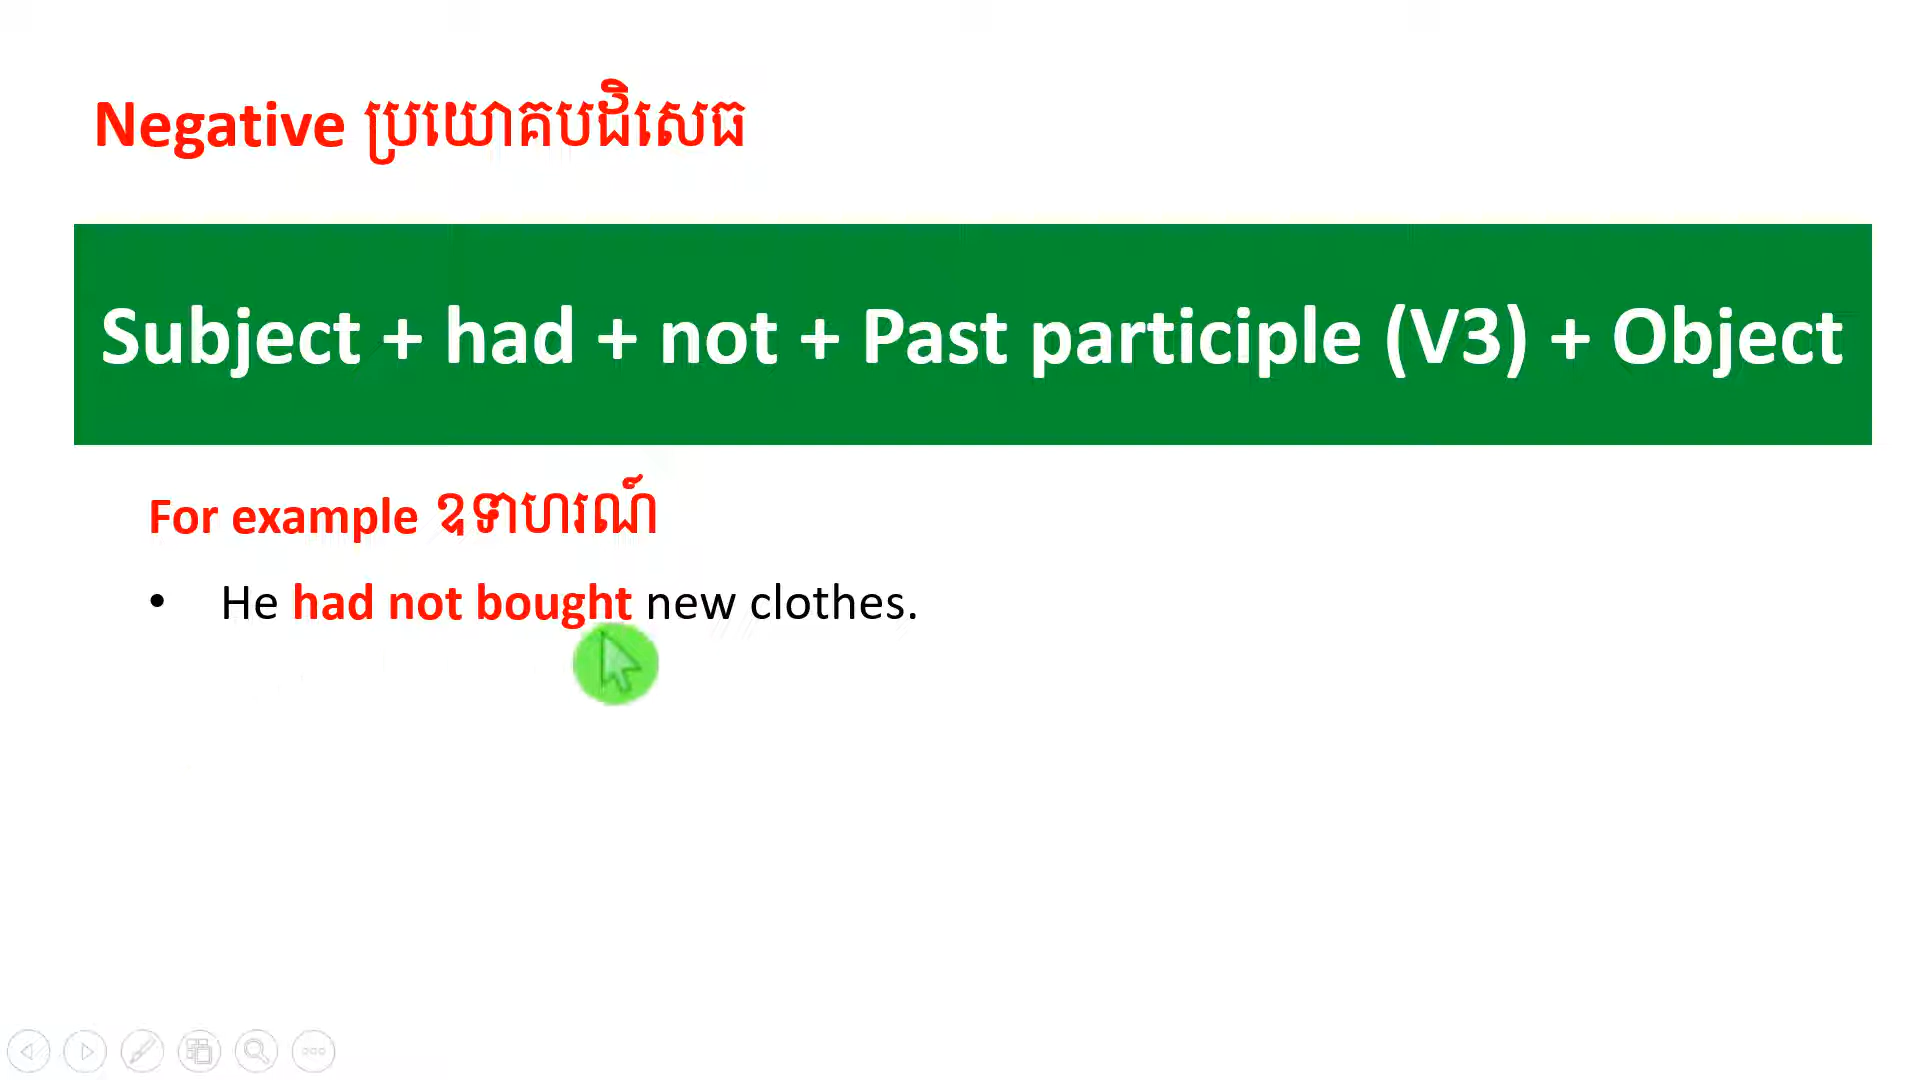 Negative ប្រយោគបដិសេធ
Subject + had + not + Past participle (V3) + Object
For example ឧទាហរណ៍
• He had not bought new clothes.